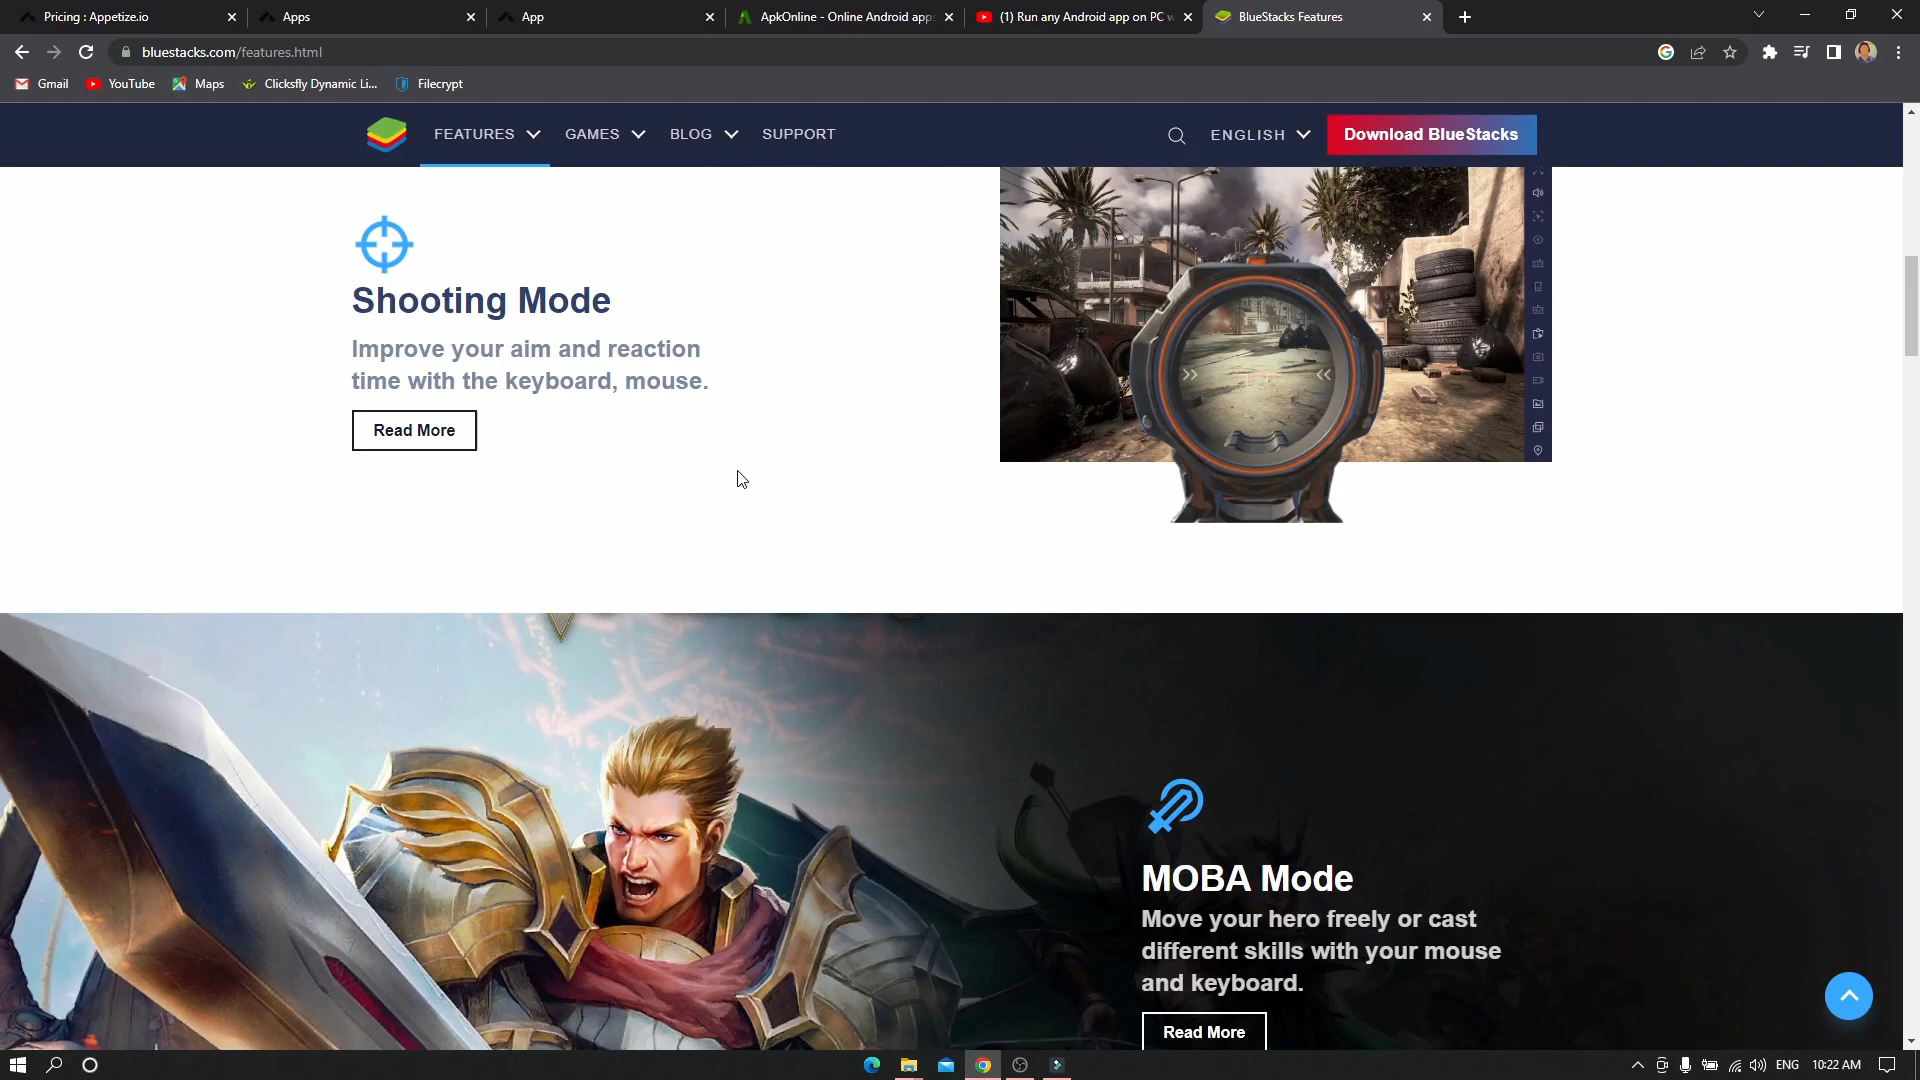 Pricing : Appetize.io
Apps
App
ApkOnline - Online Android apps
(1) Run any Android app on PC w
BlueStacks Features
bluestacks.com/features.html
Gmail
YouTube
Maps
Clicksfly Dynamic Li...
Filecrypt
FEATURES
GAMES
BLOG
SUPPORT
ENGLISH
Download BlueStacks
Shooting Mode
Improve your aim and reaction
time with the keyboard, mouse.
Read More
MOBA Mode
Move your hero freely or cast
different skills with your mouse
and keyboard.
Read More
ENG
10:22 AM